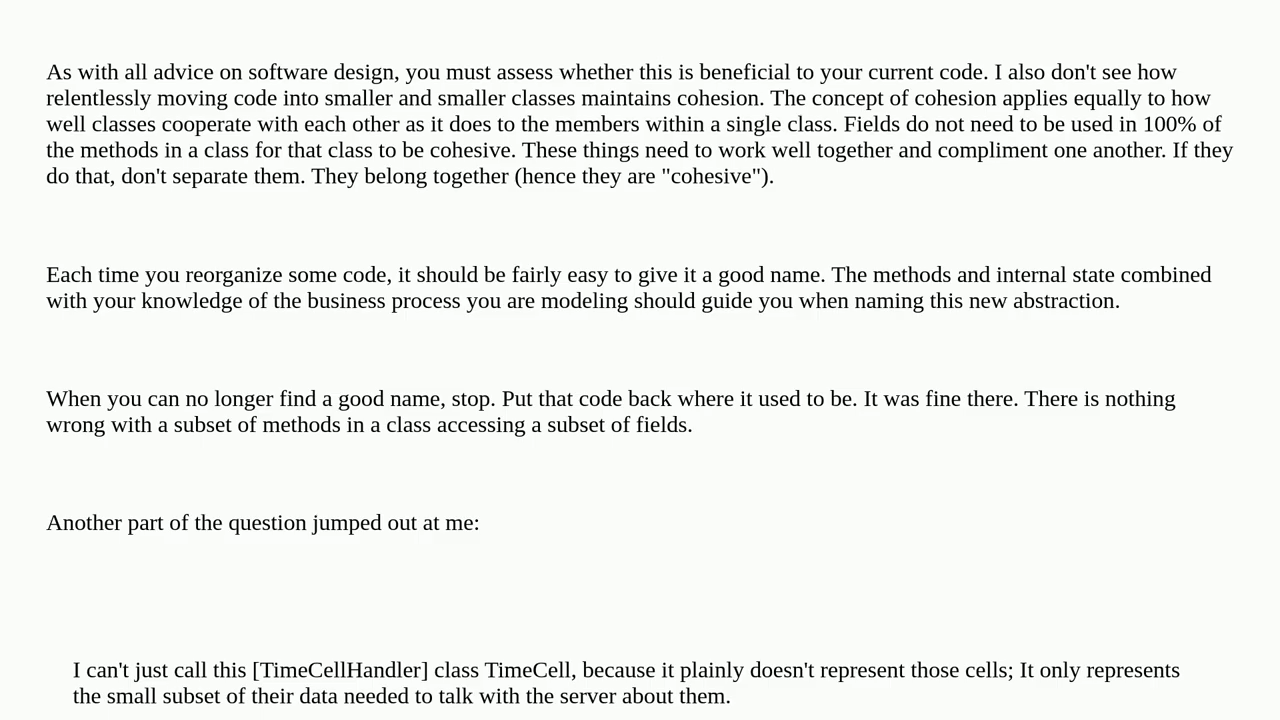 As with all advice on software design, you must assess whether this is beneficial to your current code. I also don't see how
relentlessly moving code into smaller and smaller classes maintains cohesion. The concept of cohesion applies equally to how
well classes cooperate with each other as it does to the members within a single class. Fields do not need to be used in 100% of
the methods in a class for that class to be cohesive. These things need to work well together and compliment one another. If they
do that, don't separate them. They belong together (hence they are "cohesive").
Each time you reorganize some code, it should be fairly easy to give it a good name. The methods and internal state combined
with your knowledge of the business process you are modeling should guide you when naming this new abstraction.
When you can no longer find a good name, stop. Put that code back where it used to be. It was fine there. There is nothing
wrong with a subset of methods in a class accessing a subset of fields.
Another part of the question jumped out at me:
I can't just call this [TimeCellHandler] class TimeCell, because it plainly doesn't represent those cells; It only represents
the small subset of their data needed to talk with the server about them.